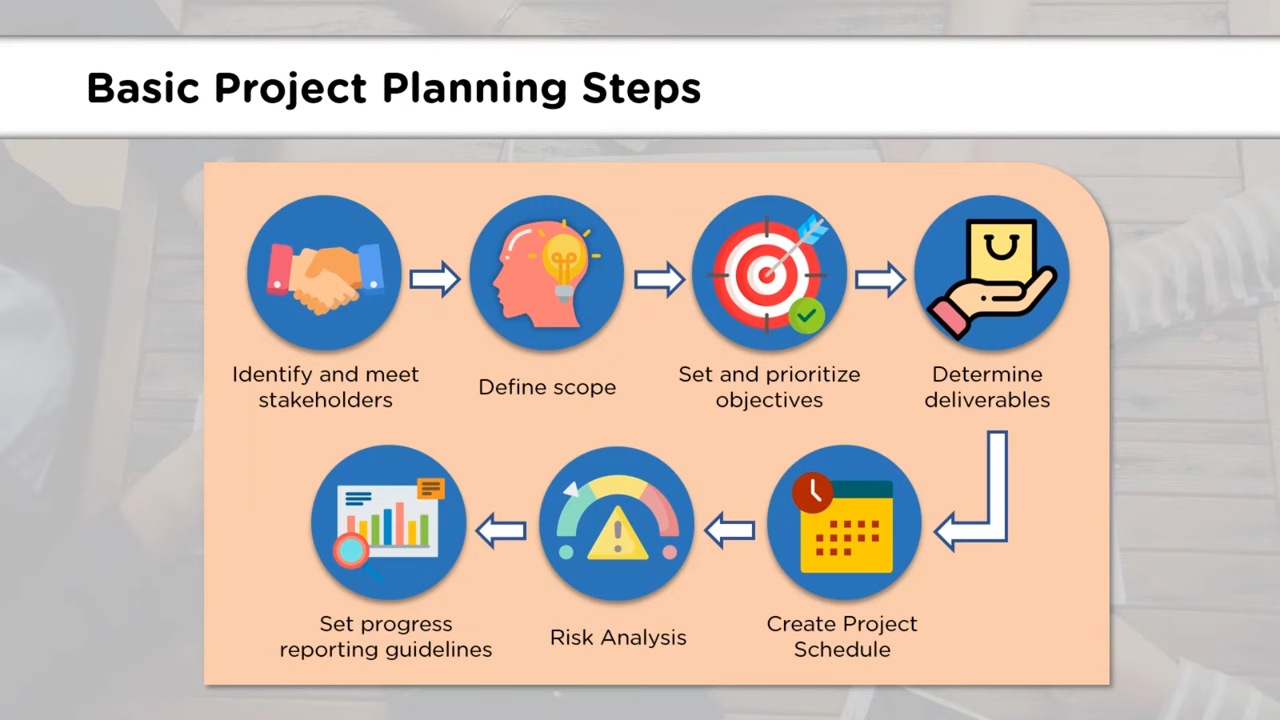 Basic Project Planning Steps
Identify and meet
stakeholders
Define scope
Set and prioritize
objectives
Determine
deliverables
Set progress
reporting guidelines
Risk Analysis
Create Project
Schedule